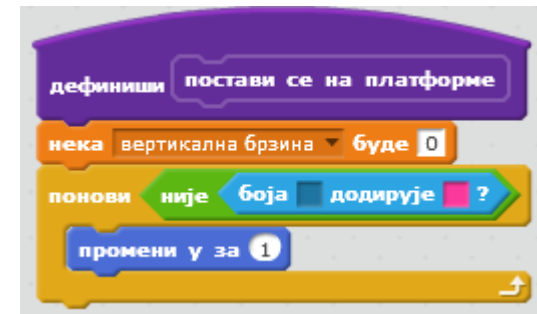 дефиниши постави се на платформе
нека вертикална брзина буде 0
понови није боја додирује ?
промени y за 1